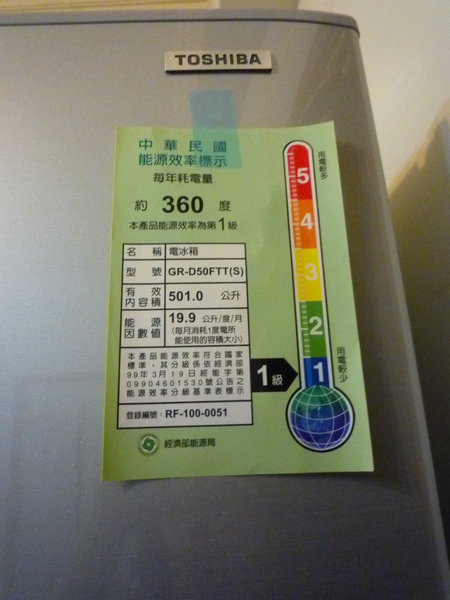 TOSHIBA
中華民國
能源效率標示
每年耗電量
約 360 度
本產品能源效率為第1級
名稱 電冰箱
型號 GR-D50FTT(S)
有效內容積 501.0 公升
能源因數值 19.9 公升/度/月
(每月消耗1度電所
能使用的容積大小)
本產品能源效率符合國家
標準，其分級係依經濟部
99年3月19日經能字第
09904601530號公告之
能源效率分級基準表標示
登錄編號：RF-100-0051
經濟部能源局
用電較多
5
4
3
2
1
用電較少
1級